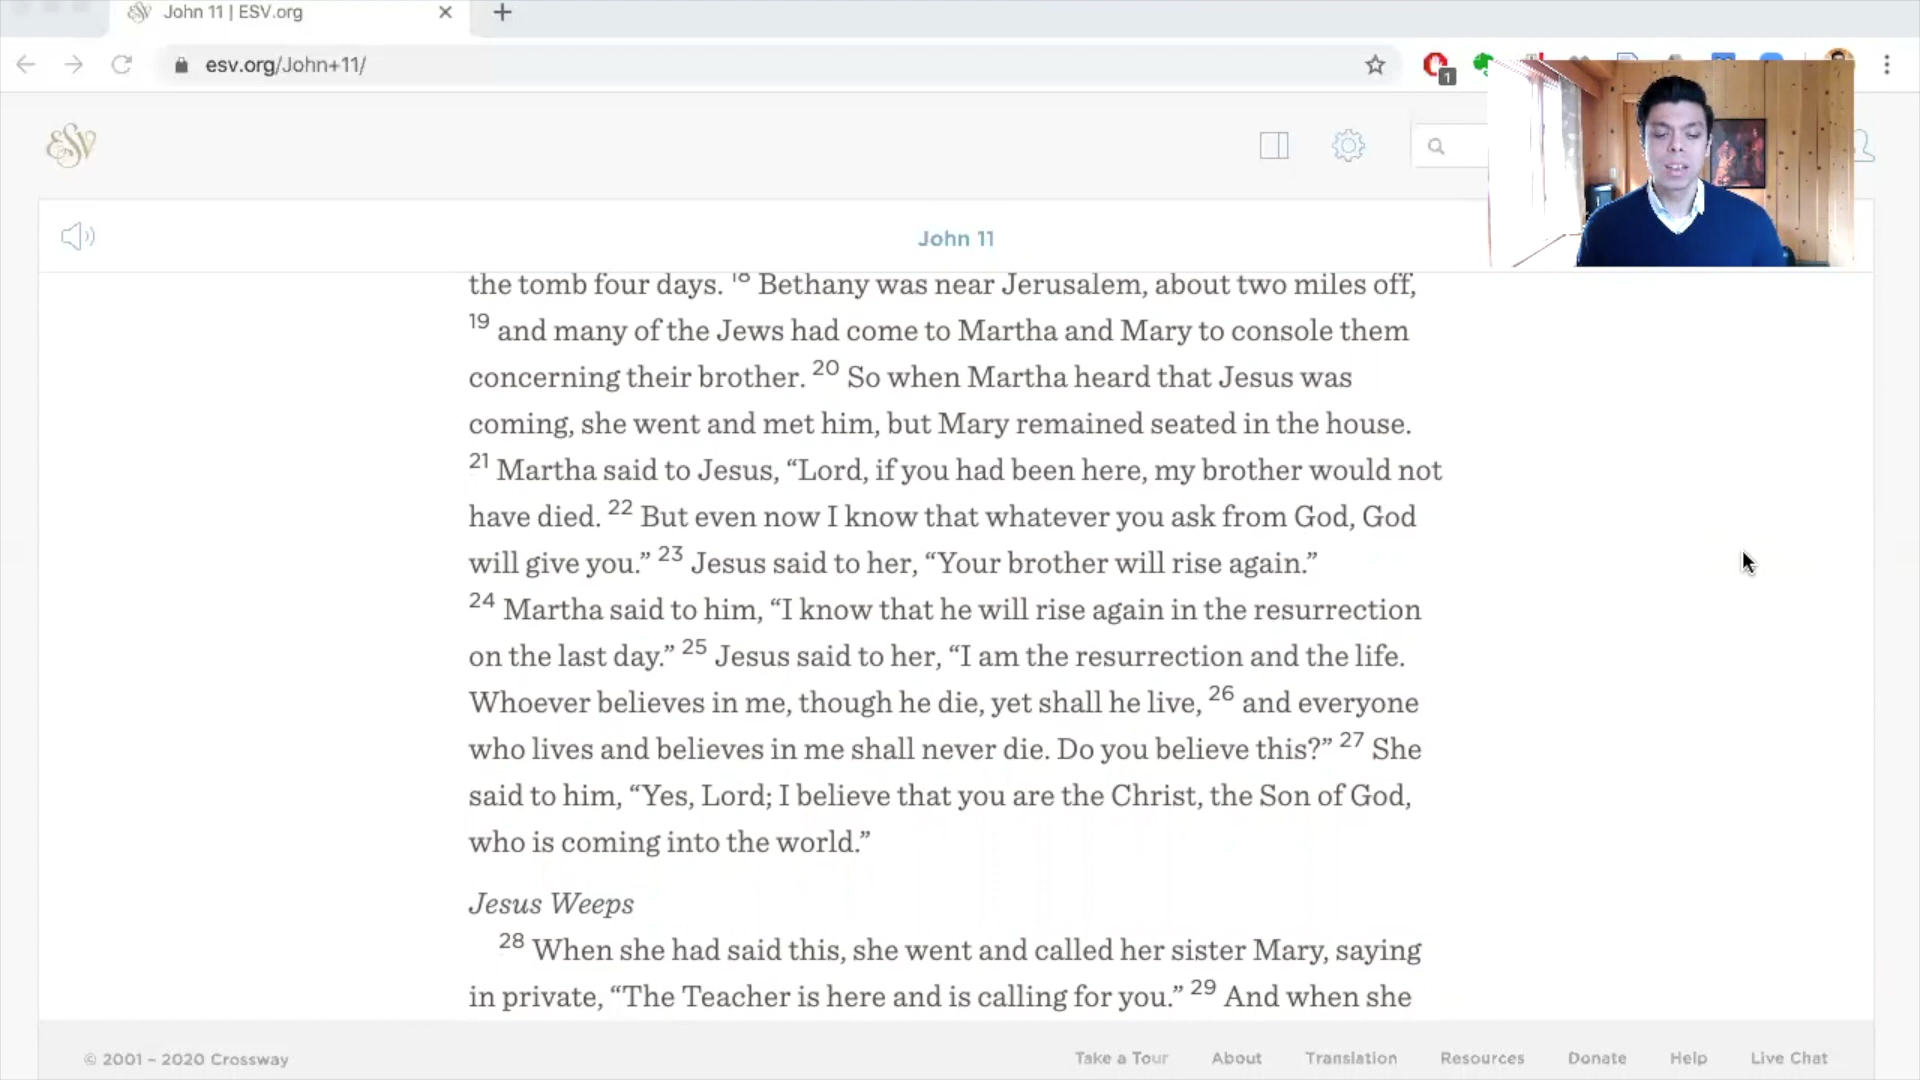 John 11 | ESV.org
esv.org/John+11/
1
ESV
John 11
the tomb four days. 18 Bethany was near Jerusalem, about two miles off,
19 and many of the Jews had come to Martha and Mary to console them
concerning their brother. 20 So when Martha heard that Jesus was
coming, she went and met him, but Mary remained seated in the house.
21 Martha said to Jesus, “Lord, if you had been here, my brother would not
have died. 22 But even now I know that whatever you ask from God, God
will give you.” 23 Jesus said to her, “Your brother will rise again.”
24 Martha said to him, “I know that he will rise again in the resurrection
on the last day.” 25 Jesus said to her, “I am the resurrection and the life.
Whoever believes in me, though he die, yet shall he live, 26 and everyone
who lives and believes in me shall never die. Do you believe this?” 27 She
said to him, “Yes, Lord; I believe that you are the Christ, the Son of God,
who is coming into the world.”
Jesus Weeps
28 When she had said this, she went and called her sister Mary, saying
in private, “The Teacher is here and is calling for you.” 29 And when she
© 2001 – 2020 Crossway Take a Tour About Translation Resources Donate Help Live Chat